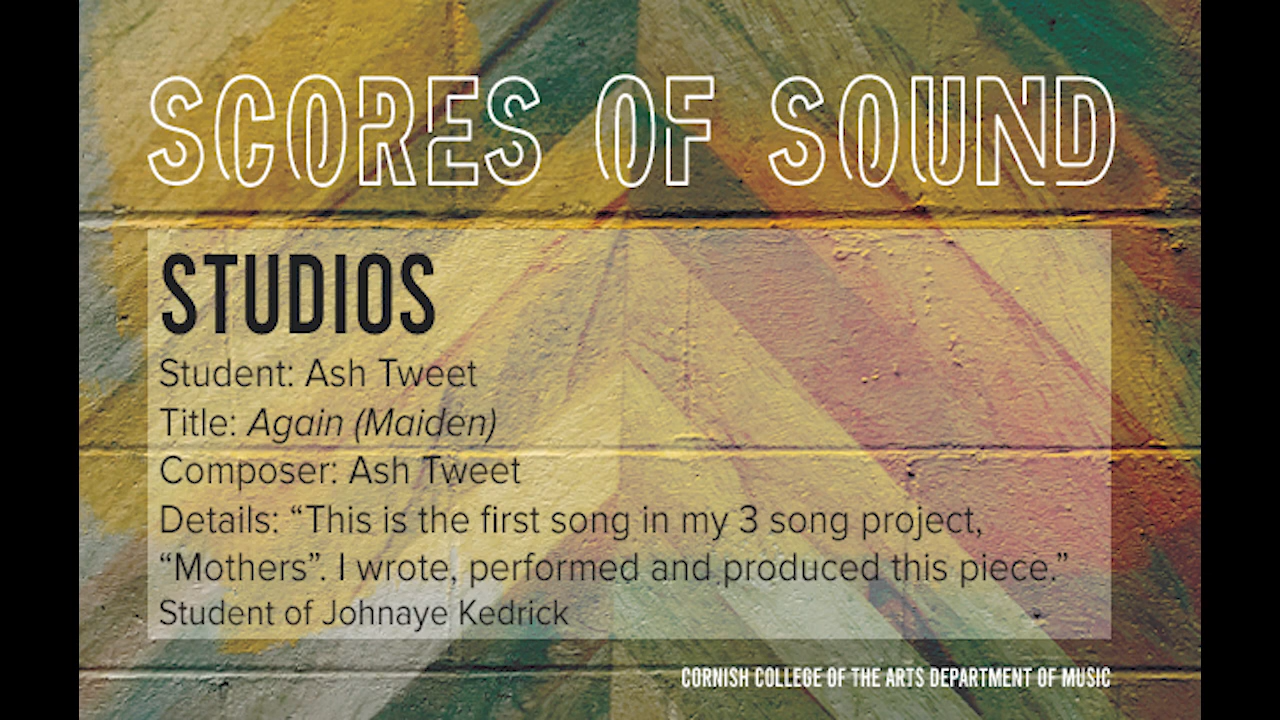 SCORES OF SOUND
STUDIOS
Student: Ash Tweet
Title: Again (Maiden)
Composer: Ash Tweet
Details: “This is the first song in my 3 song project,
“Mothers”. I wrote, performed and produced this piece.”
Student of Johnaye Kedrick
CORNISH COLLEGE OF THE ARTS DEPARTMENT OF MUSIC